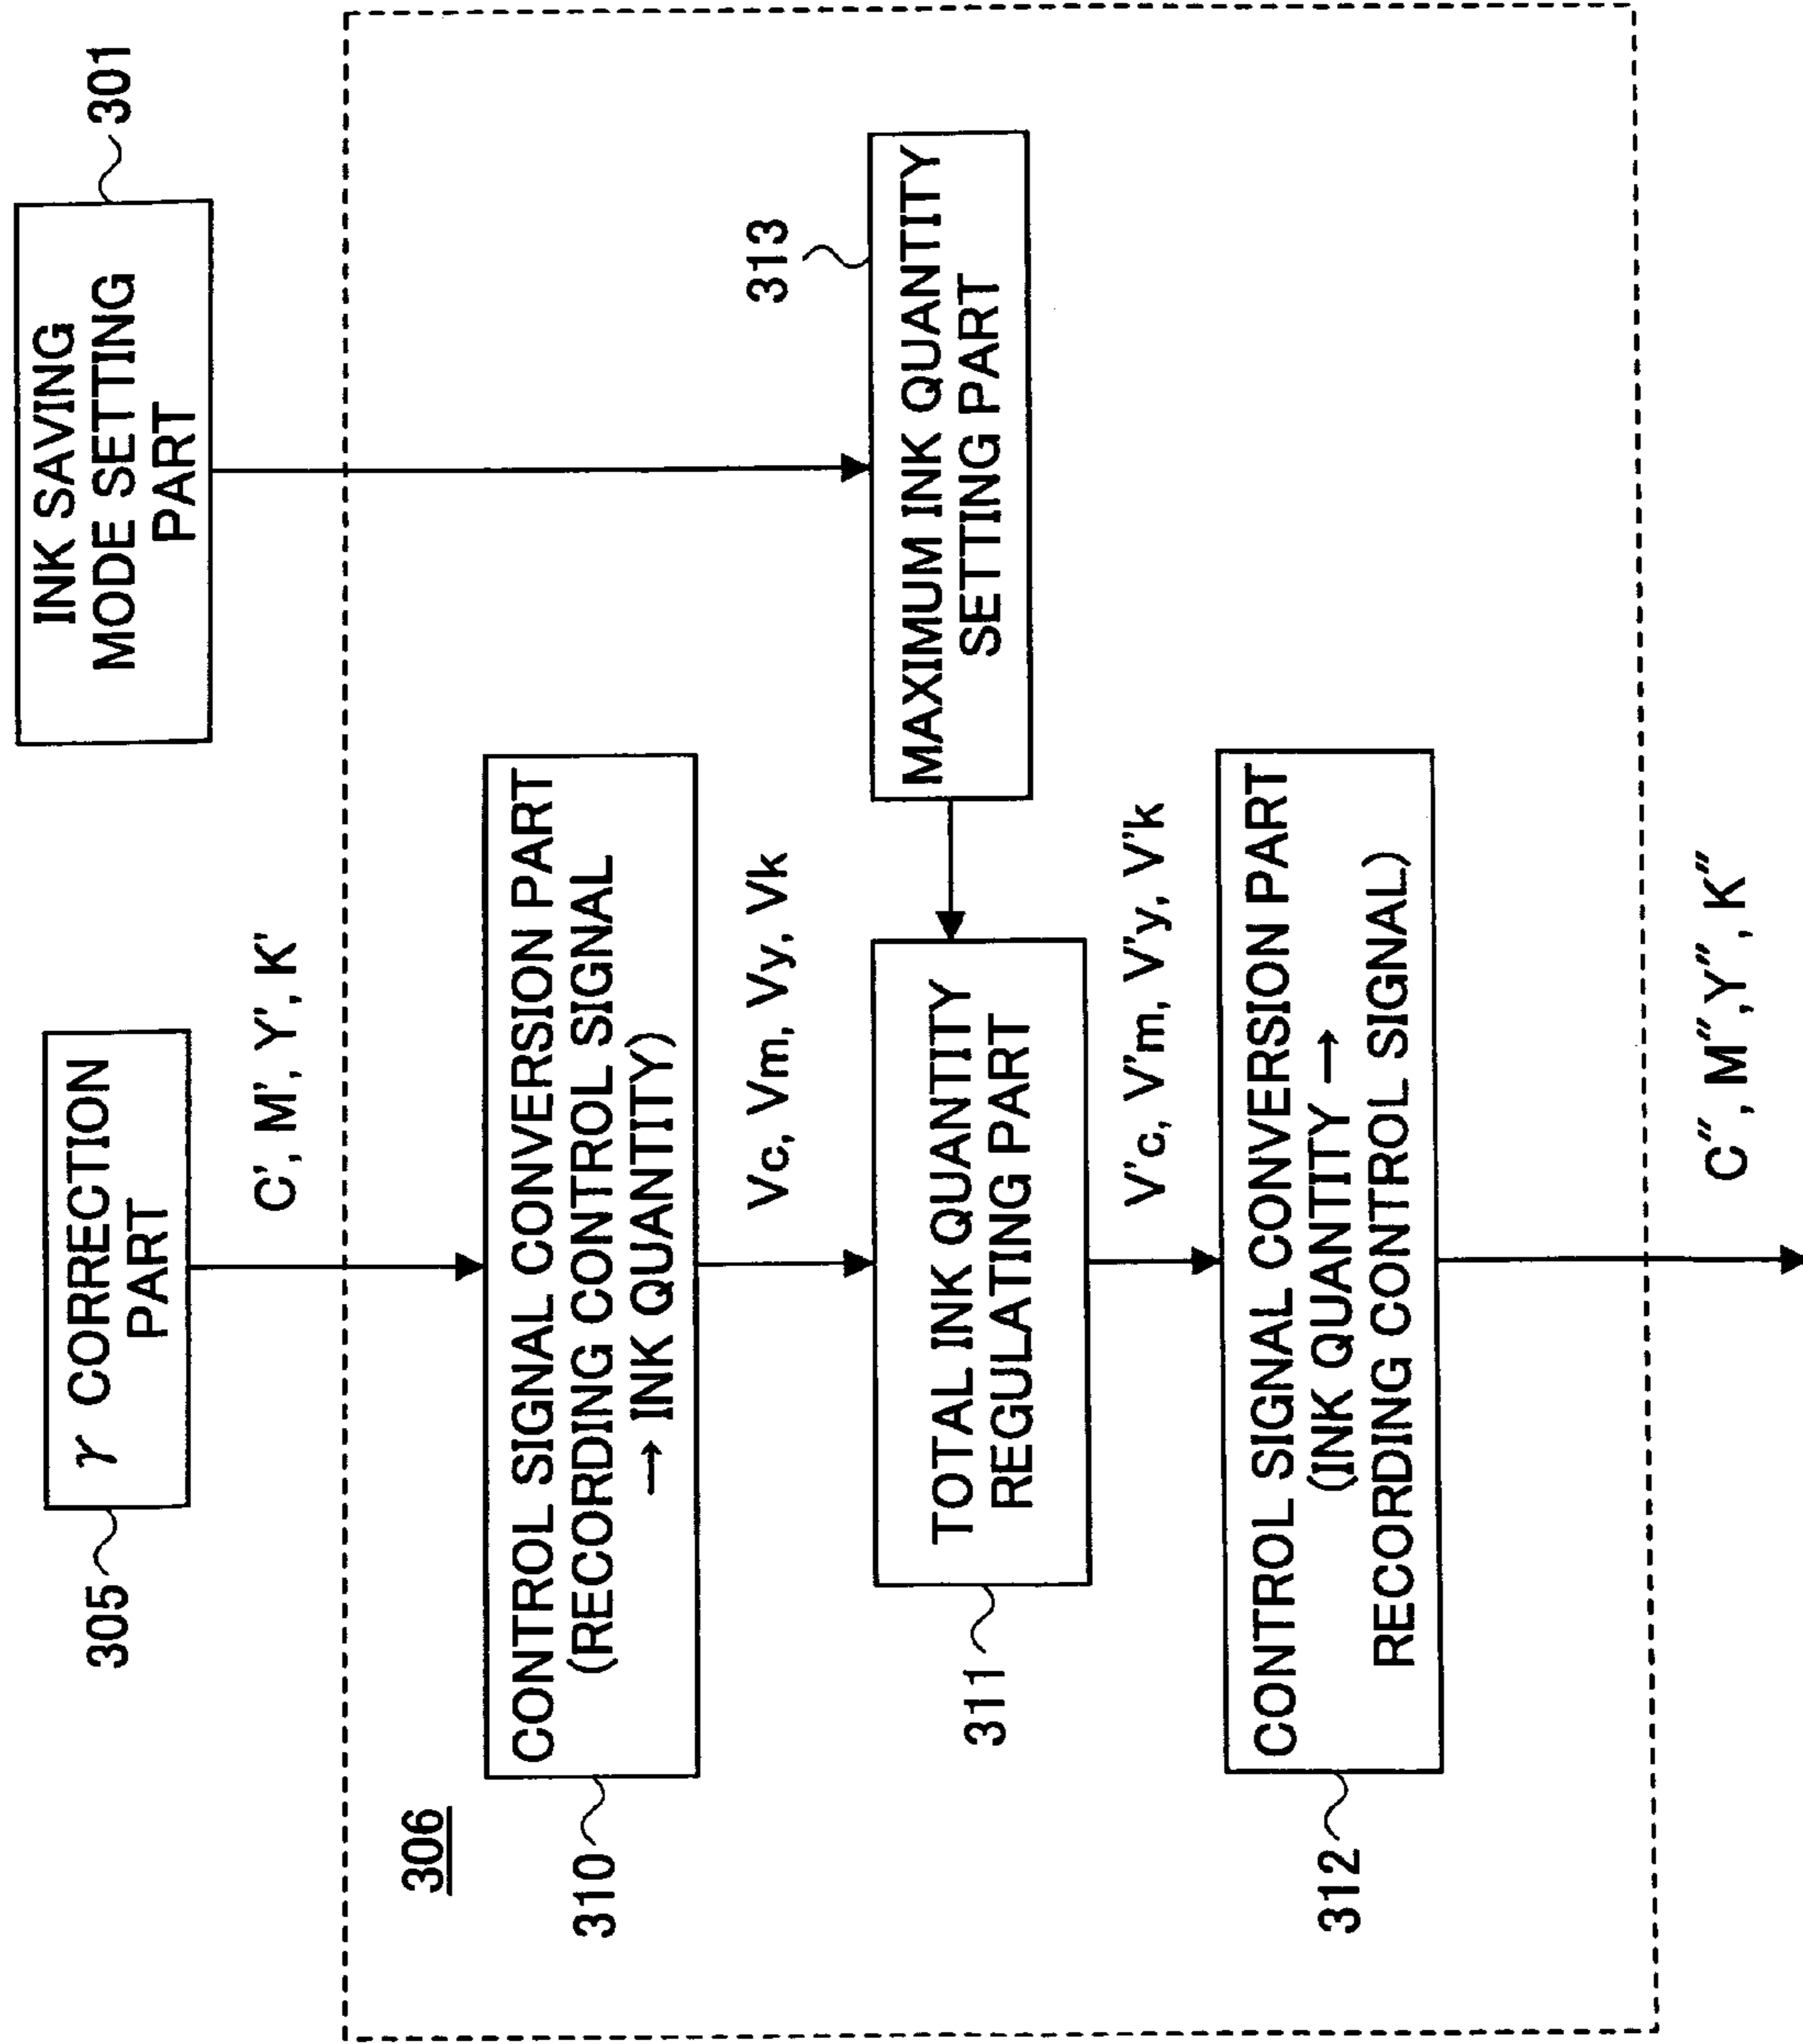 305
γ CORRECTION
PART
INK SAVING
MODE SETTING
PART
301
C', M', Y', K'
306
310
CONTROL SIGNAL CONVERSION PART
(RECORDING CONTROL SIGNAL
→ INK QUANTITY)
Vc, Vm, Vy, Vk
313
311
TOTAL INK QUANTITY
REGULATING PART
MAXIMUM INK QUANTITY
SETTING PART
V'c, V'm, V'y, V'k
312
CONTROL SIGNAL CONVERSION PART
(INK QUANTITY →
RECORDING CONTROL SIGNAL)
C", M", Y", K"